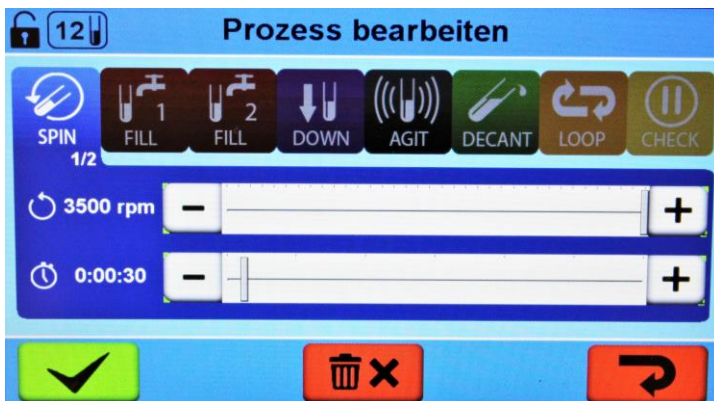 12
Prozess bearbeiten
SPIN
1/2
1
FILL
2
FILL
DOWN
AGIT
DECANT
LOOP
CHECK
3500 rpm
−
+
0:00:30
−
+